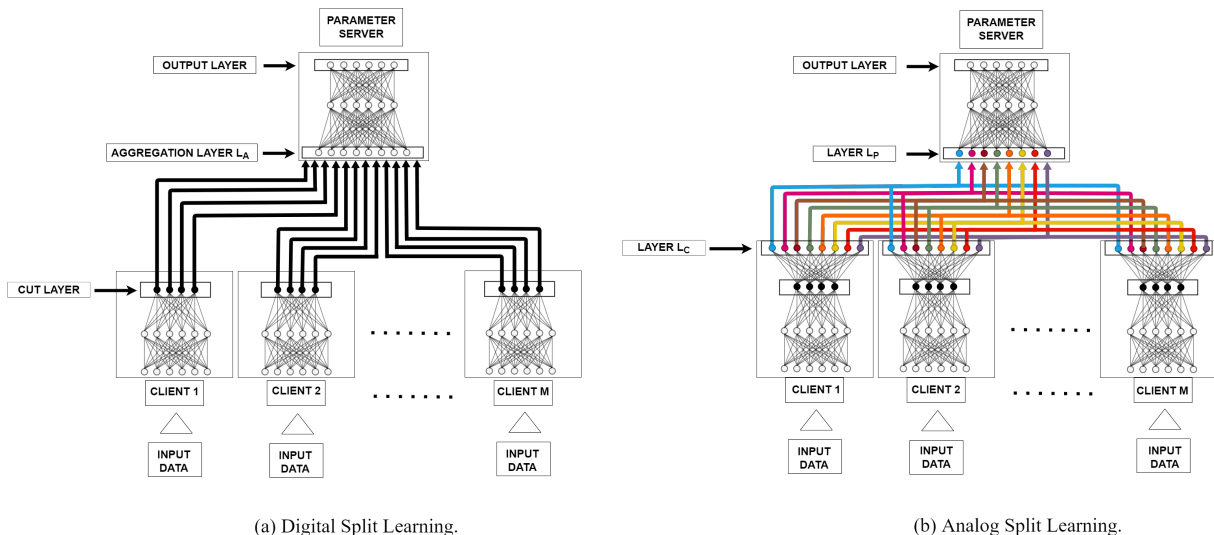 PARAMETER
SERVER
OUTPUT LAYER
AGGREGATION LAYER L_A
CUT LAYER
CLIENT 1
CLIENT 2
CLIENT M
INPUT
DATA
INPUT
DATA
INPUT
DATA
(a) Digital Split Learning.
PARAMETER
SERVER
OUTPUT LAYER
LAYER L_P
LAYER L_C
CLIENT 1
CLIENT 2
CLIENT M
INPUT
DATA
INPUT
DATA
INPUT
DATA
(b) Analog Split Learning.